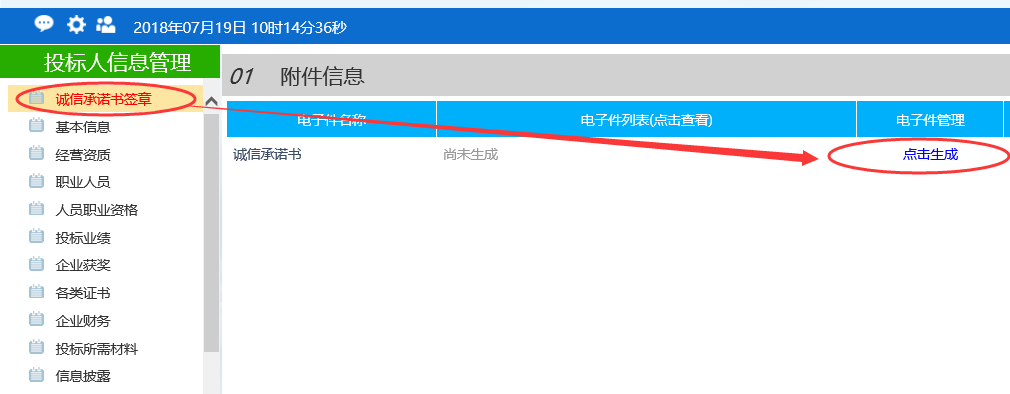 2018年07月19日 10时14分36秒
投标人信息管理
诚信承诺书签章
基本信息
经营资质
职业人员
人员职业资格
投标业绩
企业获奖
各类证书
企业财务
投标所需材料
信息披露
01 附件信息
电子件名称 电子件列表(点击查看) 电子件管理
诚信承诺书 尚未生成 点击生成